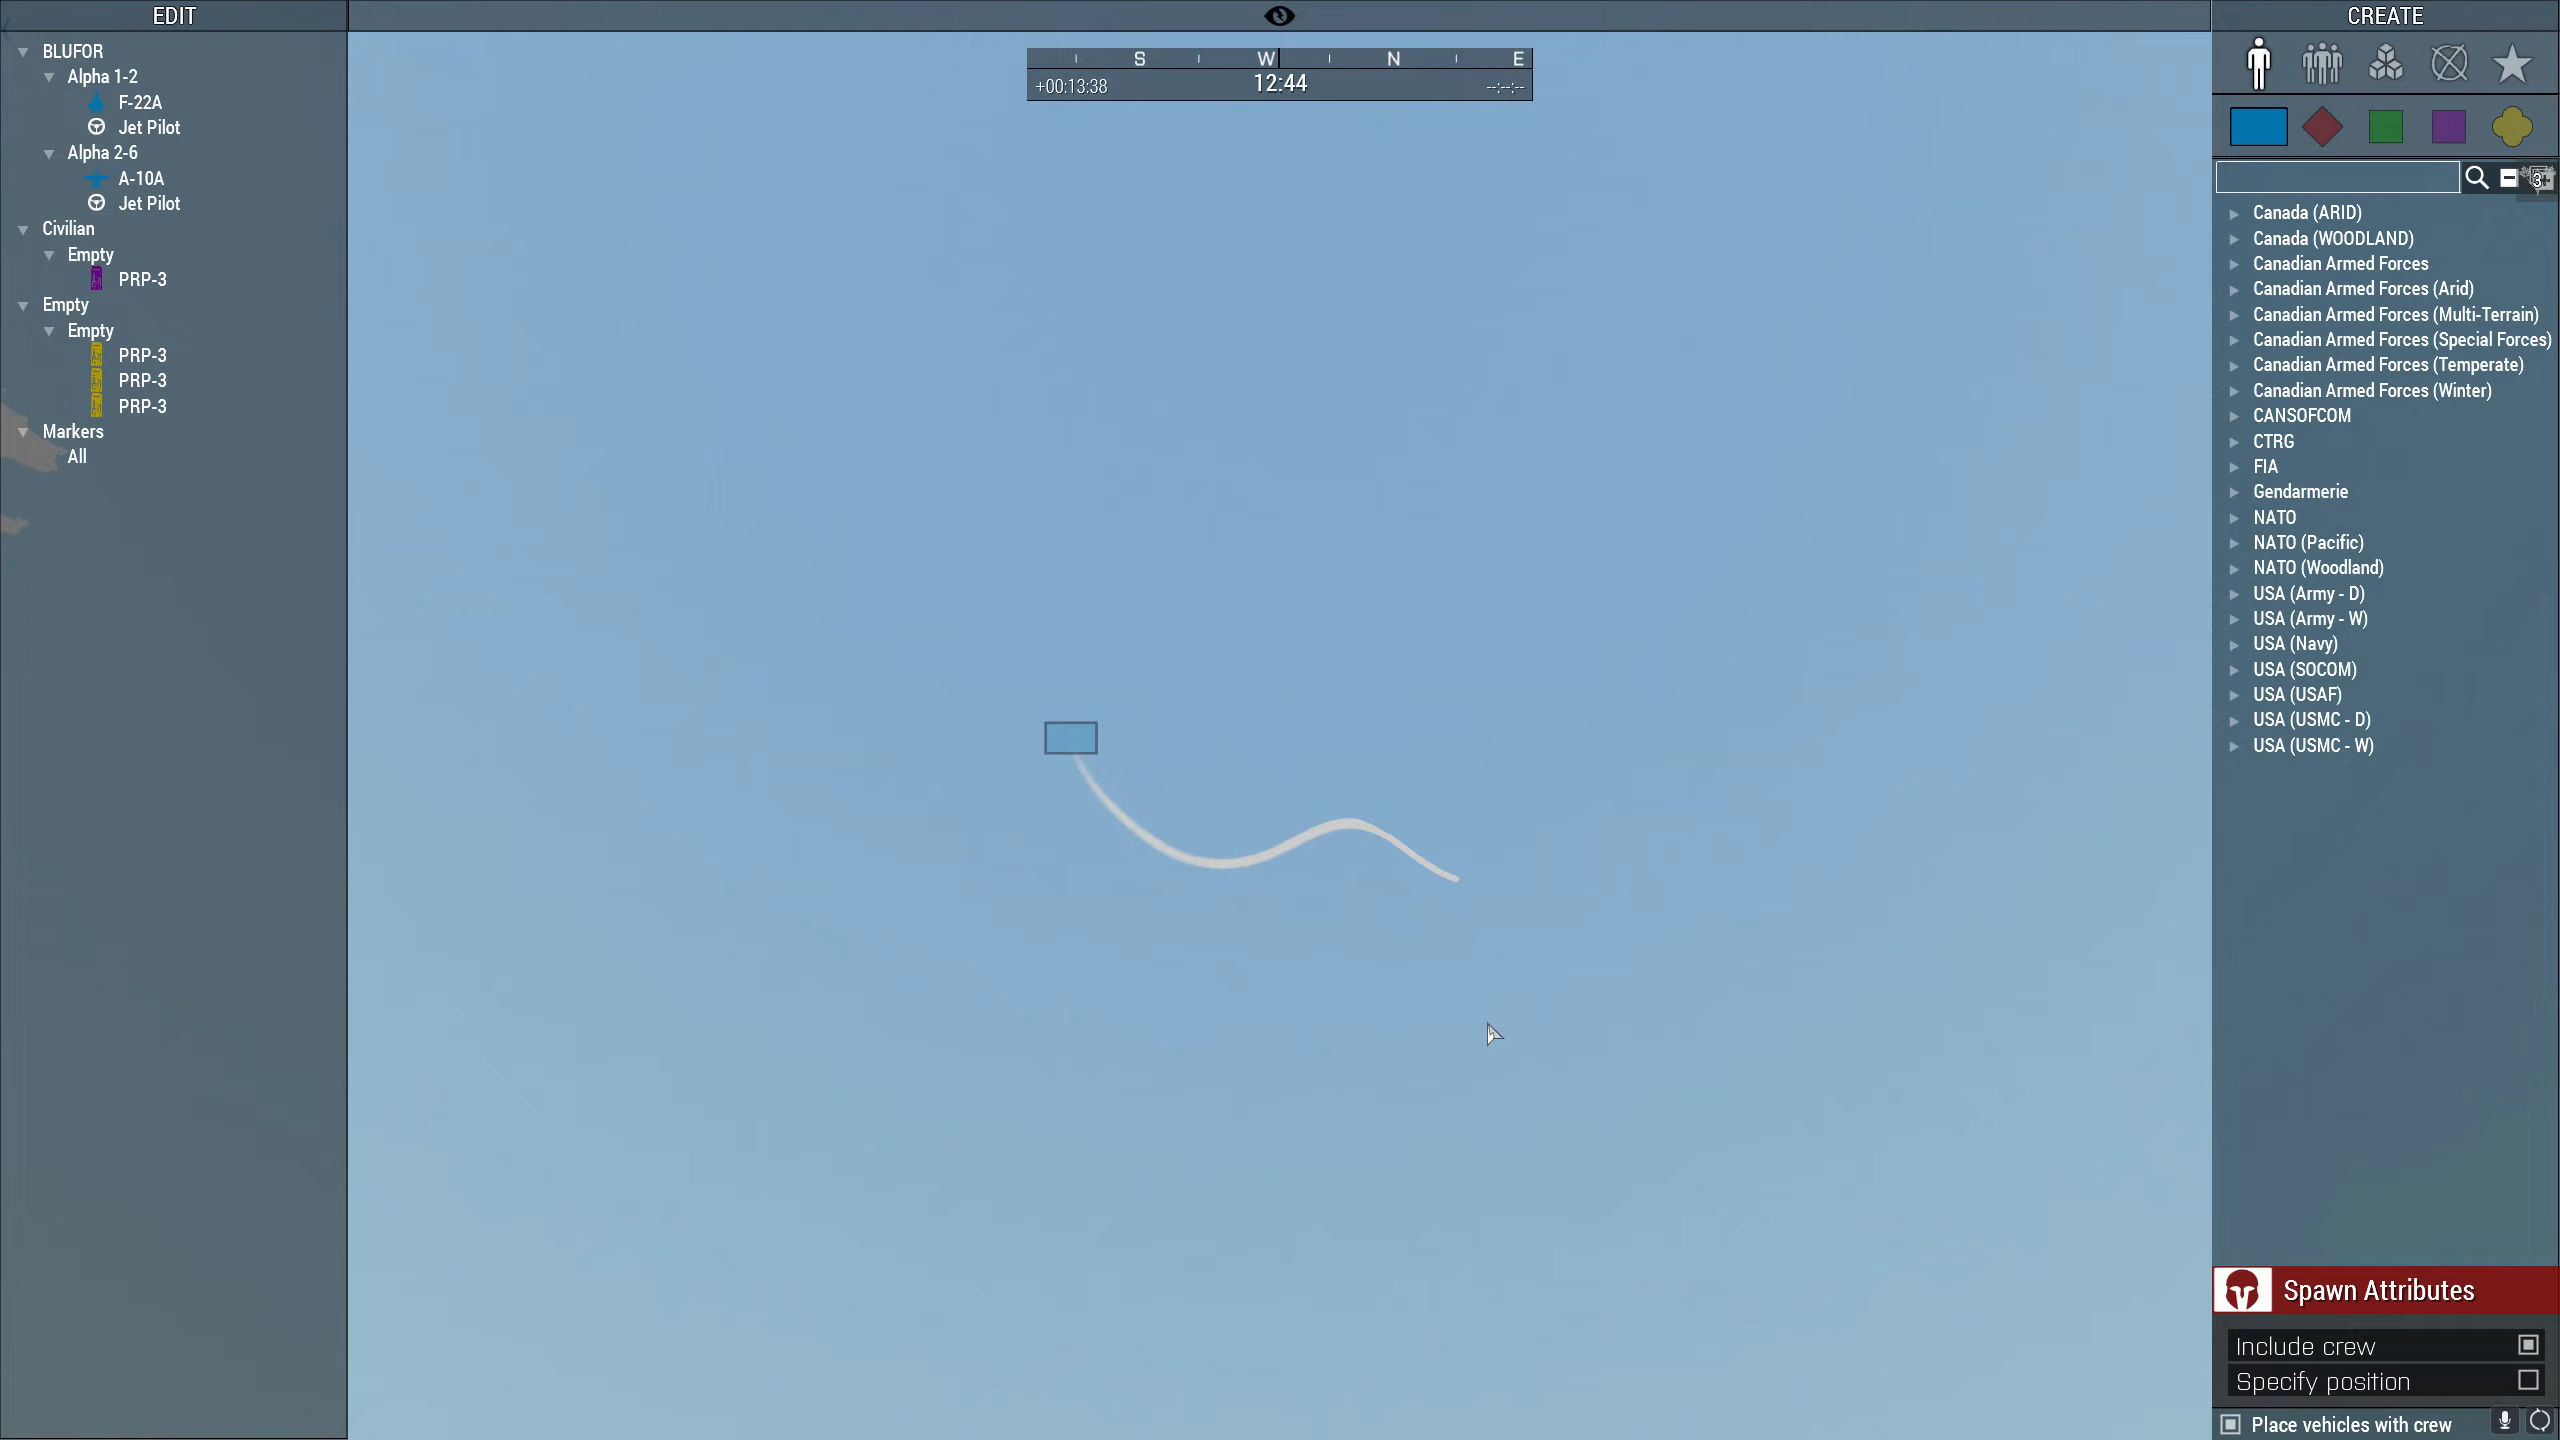 EDIT
BLUFOR
Alpha 1-2
F-22A
Jet Pilot
Alpha 2-6
A-10A
Jet Pilot
Civilian
Empty
PRP-3
Empty
Empty
PRP-3
PRP-3
PRP-3
Markers
All
S W N E
+00:13:38 12:44 --:--:--
CREATE
3
Canada (ARID)
Canada (WOODLAND)
Canadian Armed Forces
Canadian Armed Forces (Arid)
Canadian Armed Forces (Multi-Terrain)
Canadian Armed Forces (Special Forces)
Canadian Armed Forces (Temperate)
Canadian Armed Forces (Winter)
CANSOFCOM
CTRG
FIA
Gendarmerie
NATO
NATO (Pacific)
NATO (Woodland)
USA (Army - D)
USA (Army - W)
USA (Navy)
USA (SOCOM)
USA (USAF)
USA (USMC - D)
USA (USMC - W)
Spawn Attributes
Include crew
Specify position
Place vehicles with crew